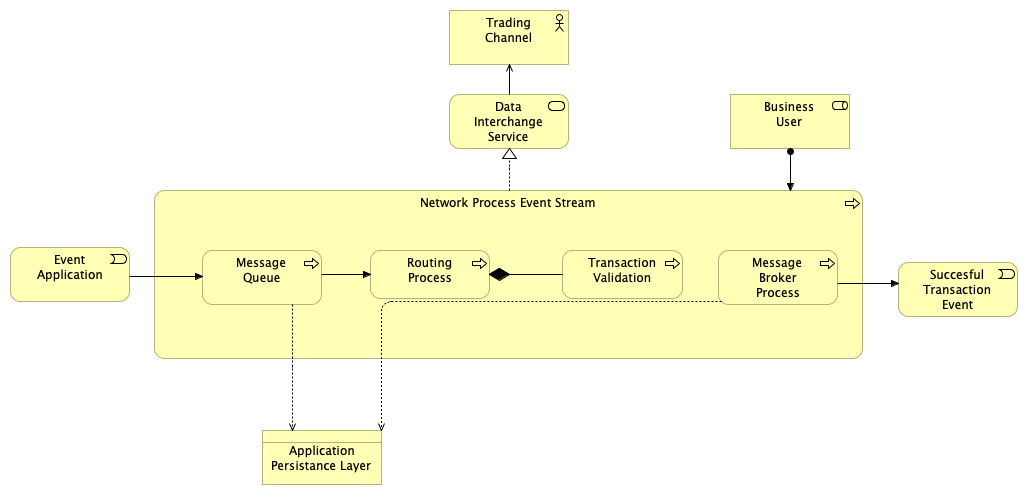 Trading
Channel
Data
Interchange
Service
Business
User
Network Process Event Stream
Event
Application
Message
Queue
Routing
Process
Transaction
Validation
Message
Broker
Process
Succesful
Transaction
Event
Application
Persistance Layer